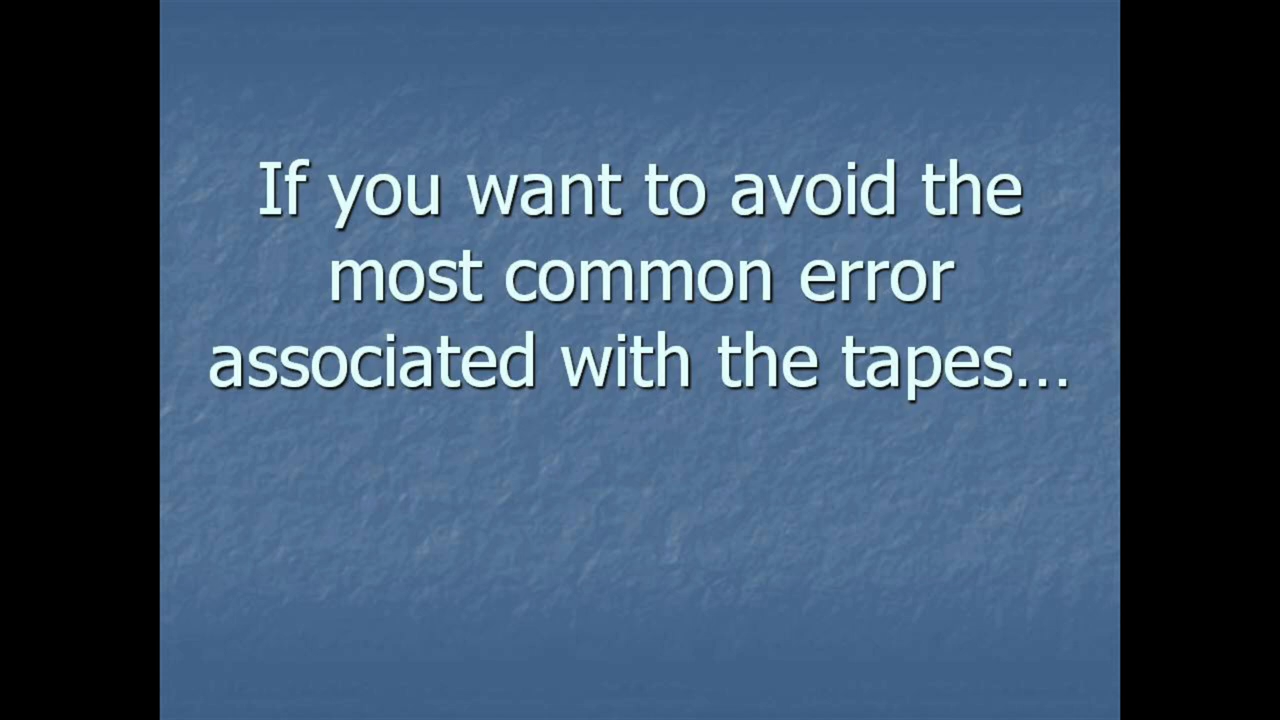 If you want to avoid the
most common error
associated with the tapes…